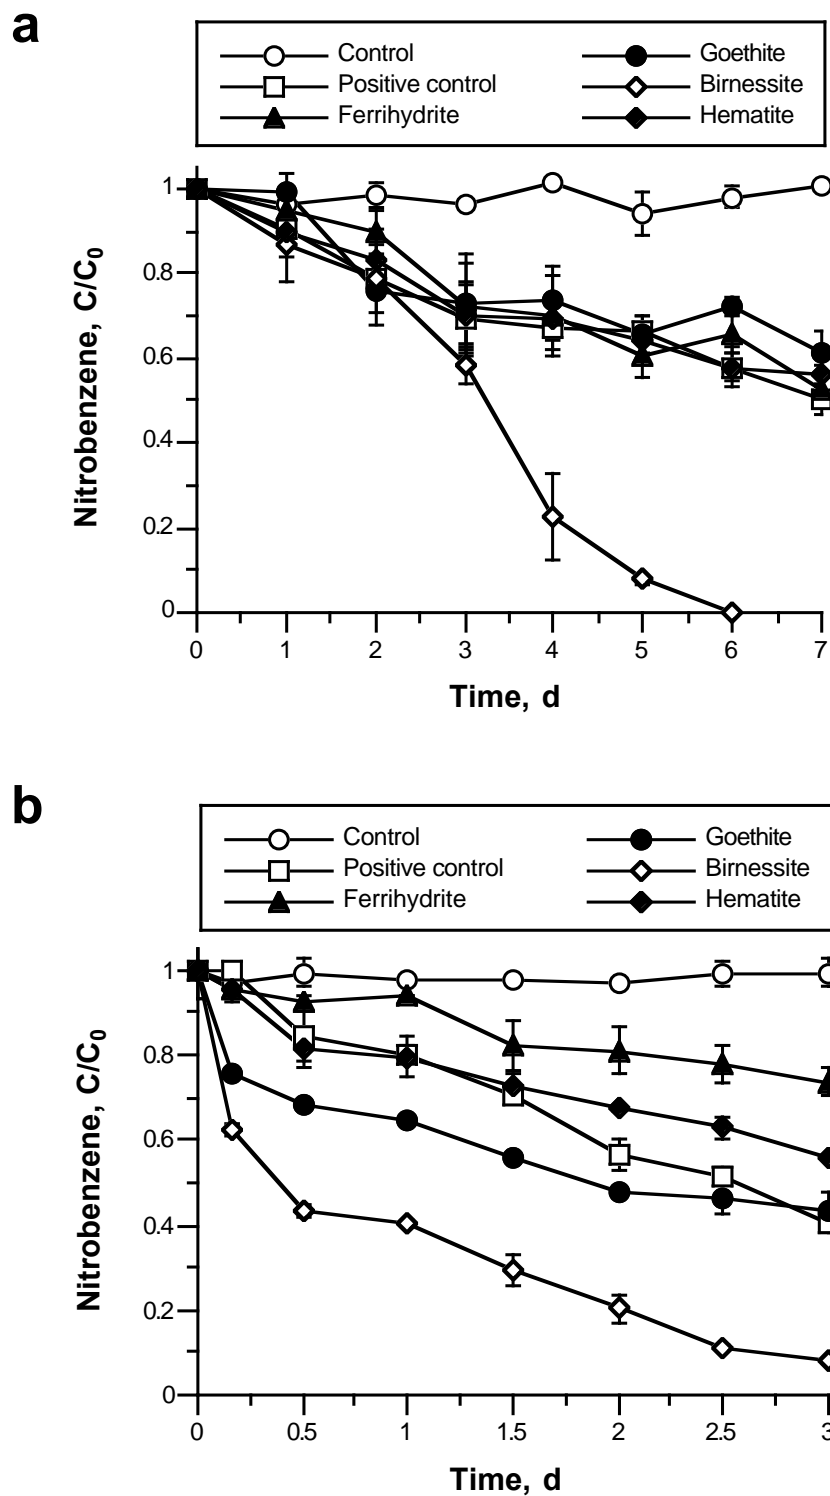 a
Control
Goethite
Positive control
Birnessite
Ferrihydrite
Hematite
1
0.8
0.6
0.4
0.2
0
Nitrobenzene, C/C0
0 1 2 3 4 5 6 7
Time, d
b
Control
Goethite
Positive control
Birnessite
Ferrihydrite
Hematite
1
0.8
0.6
0.4
0.2
0
Nitrobenzene, C/C0
0 0.5 1 1.5 2 2.5 3
Time, d